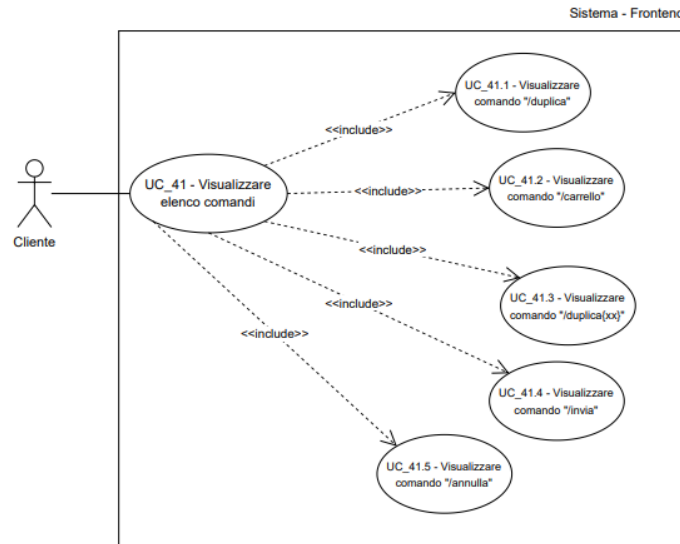 Sistema - Frontend
UC_41.1 - Visualizzare
comando "/duplica"
<<include>>
UC_41 - Visualizzare
elenco comandi
<<include>>
UC_41.2 - Visualizzare
comando "/carrello"
Cliente
<<include>>
UC_41.3 - Visualizzare
comando "/duplica{xx}"
<<include>>
<<include>>
UC_41.4 - Visualizzare
comando "/invia"
UC_41.5 - Visualizzare
comando "/annulla"